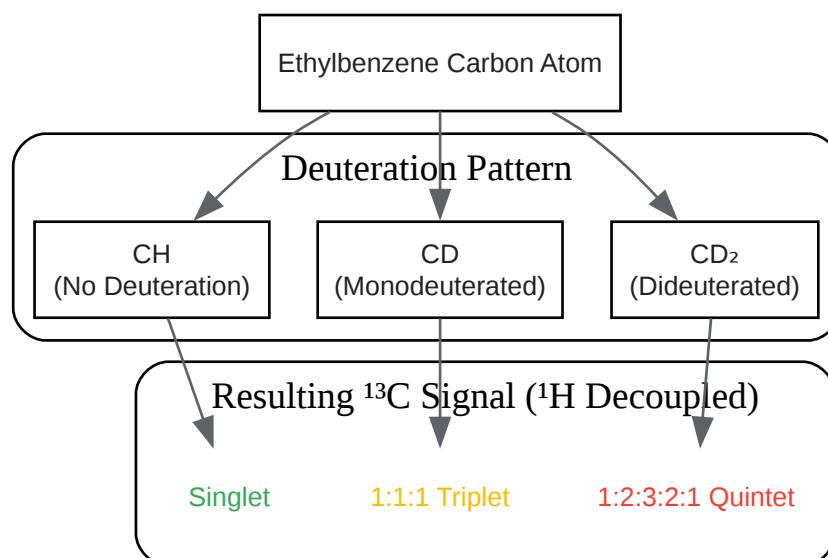 Ethylbenzene Carbon Atom
Deuteration Pattern
CH
(No Deuteration)
CD
(Monodeuterated)
CD₂
(Dideuterated)
Resulting ¹³C Signal (¹H Decoupled)
Singlet
1:1:1 Triplet
1:2:3:2:1 Quintet